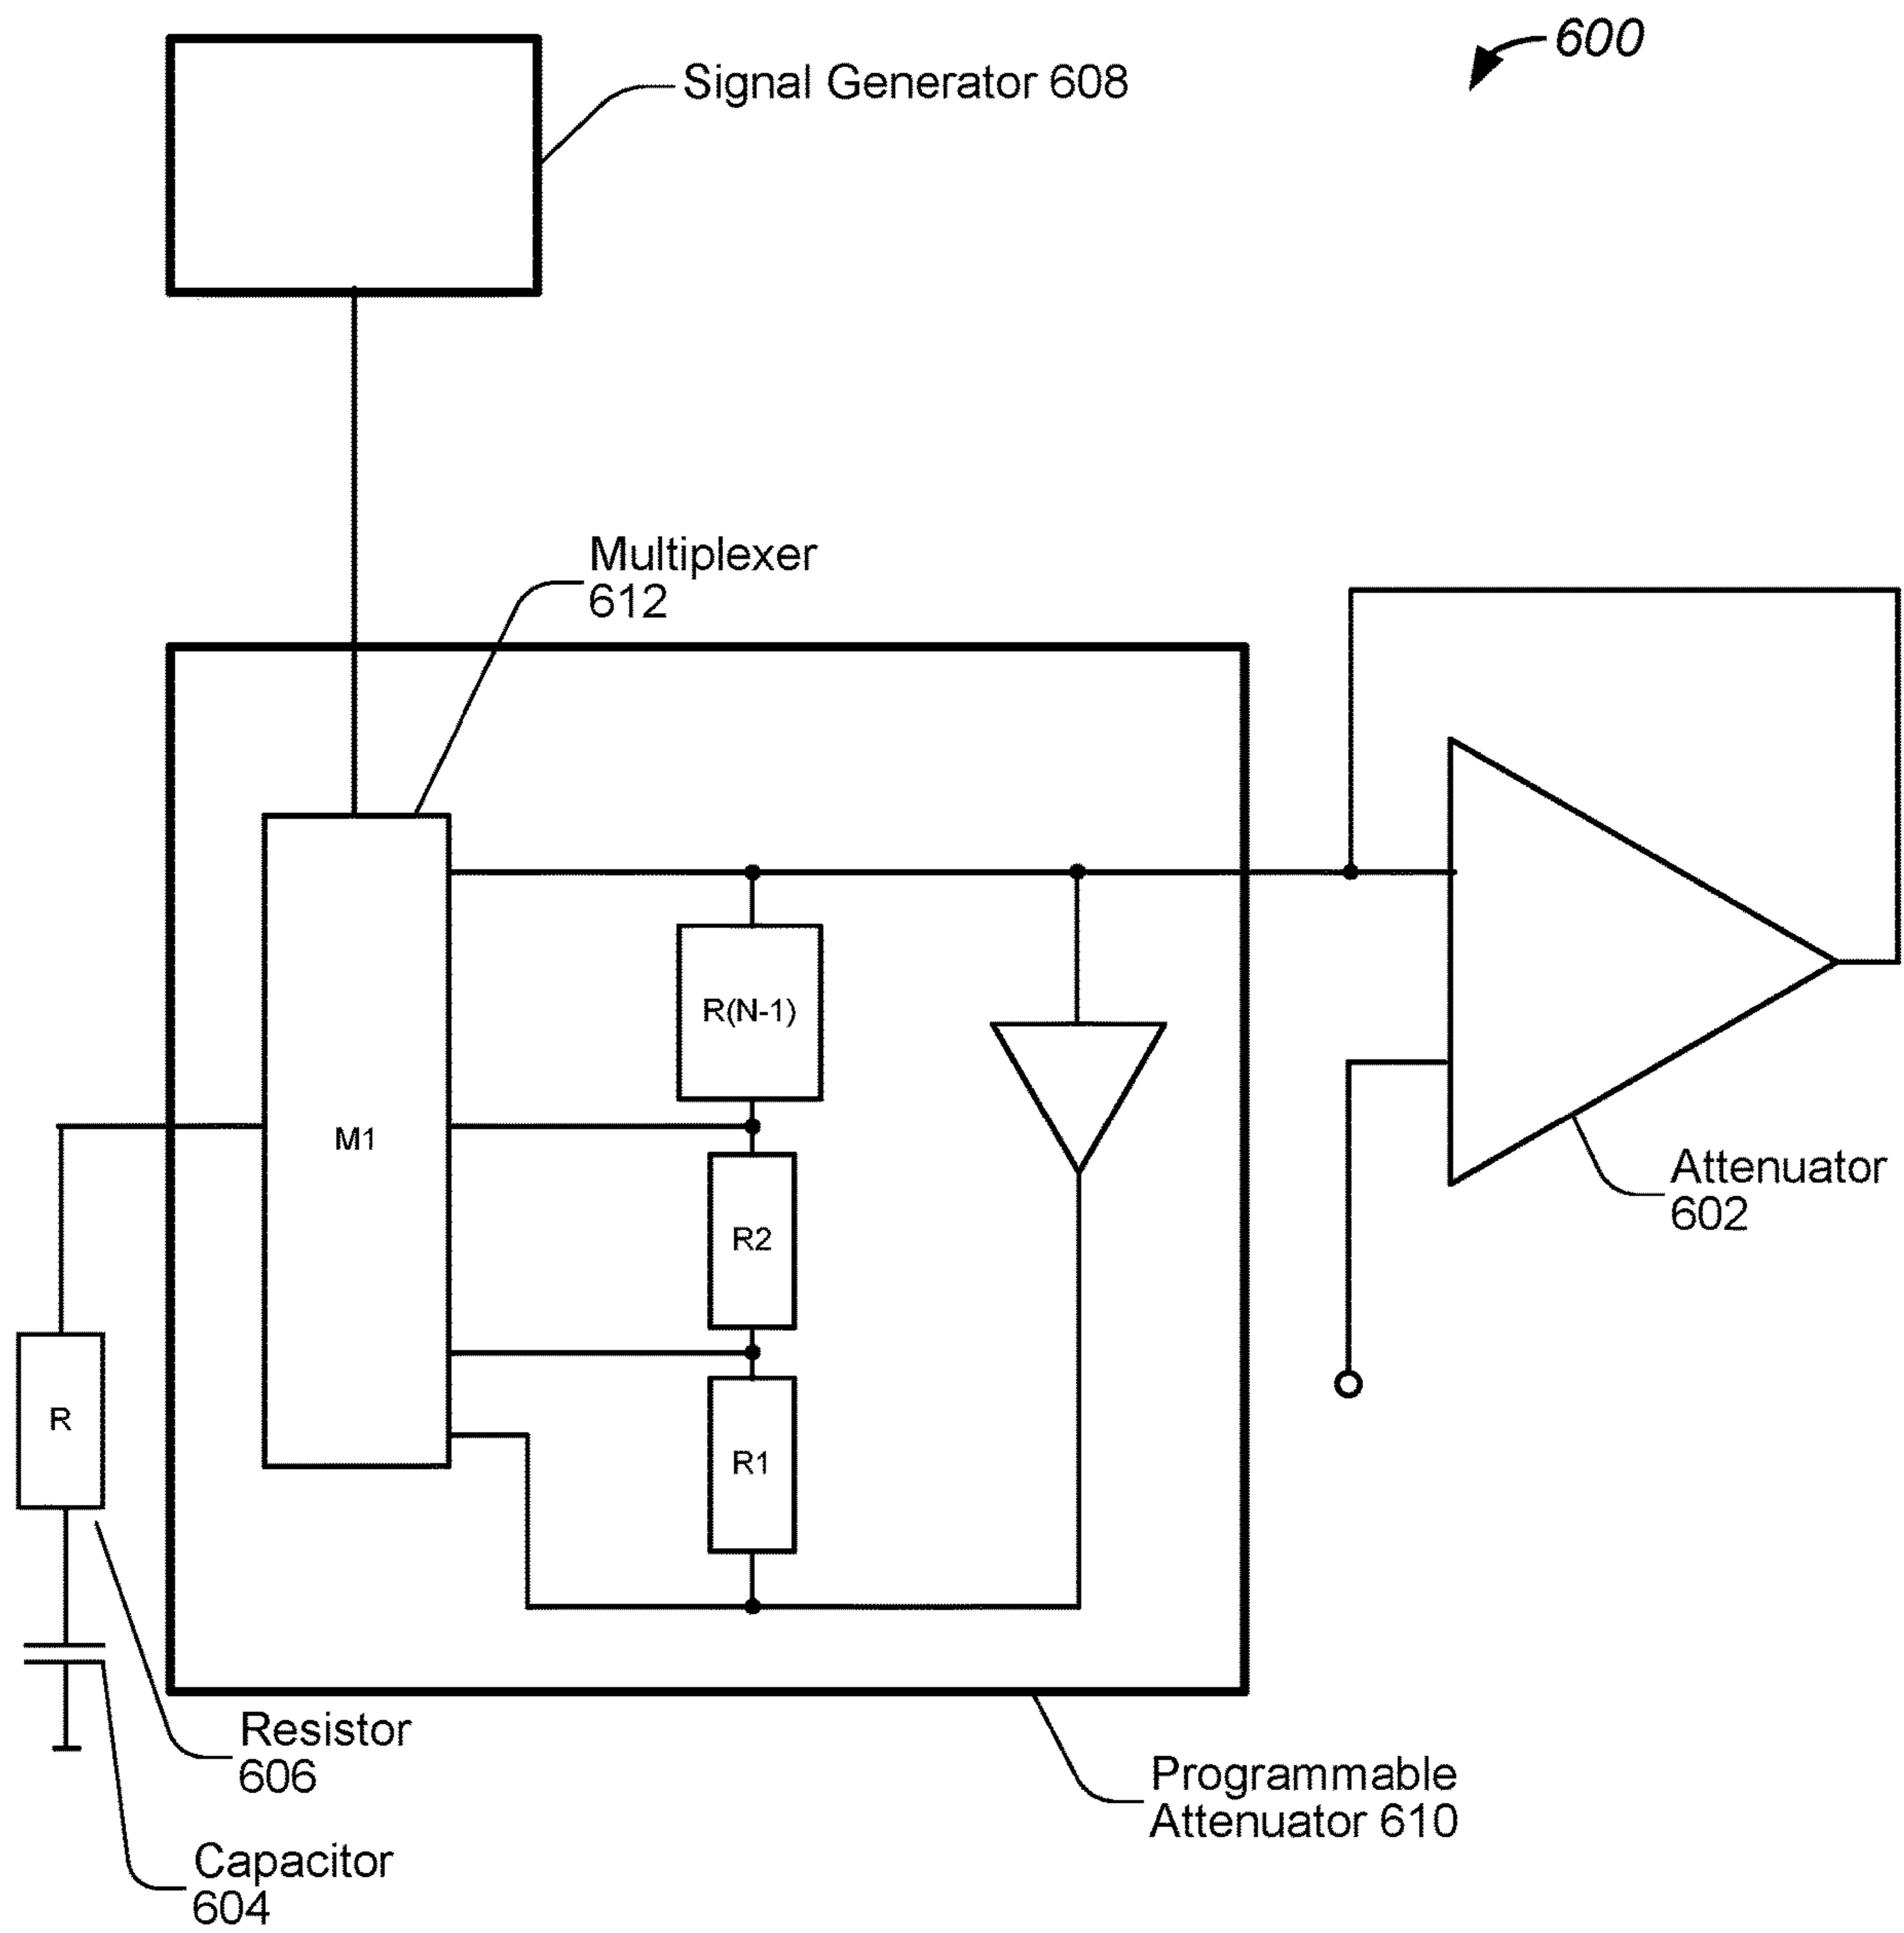 600
Signal Generator 608
Multiplexer
612
R(N-1)
M1
Attenuator
602
R2
R
R1
Resistor
606
Programmable
Attenuator 610
Capacitor
604